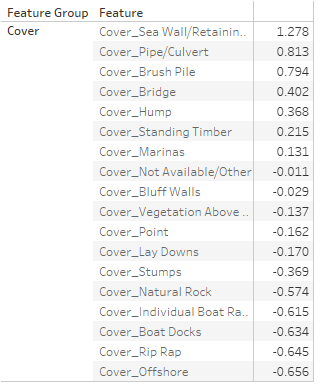 Feature Group Feature
Cover Cover_Sea Wall/Retainin.. 1.278
Cover_Pipe/Culvert 0.813
Cover_Brush Pile 0.794
Cover_Bridge 0.402
Cover_Hump 0.368
Cover_Standing Timber 0.215
Cover_Marinas 0.131
Cover_Not Available/Other -0.011
Cover_Bluff Walls -0.029
Cover_Vegetation Above .. -0.137
Cover_Point -0.162
Cover_Lay Downs -0.170
Cover_Stumps -0.369
Cover_Natural Rock -0.574
Cover_Individual Boat Ra.. -0.615
Cover_Boat Docks -0.634
Cover_Rip Rap -0.645
Cover_Offshore -0.656